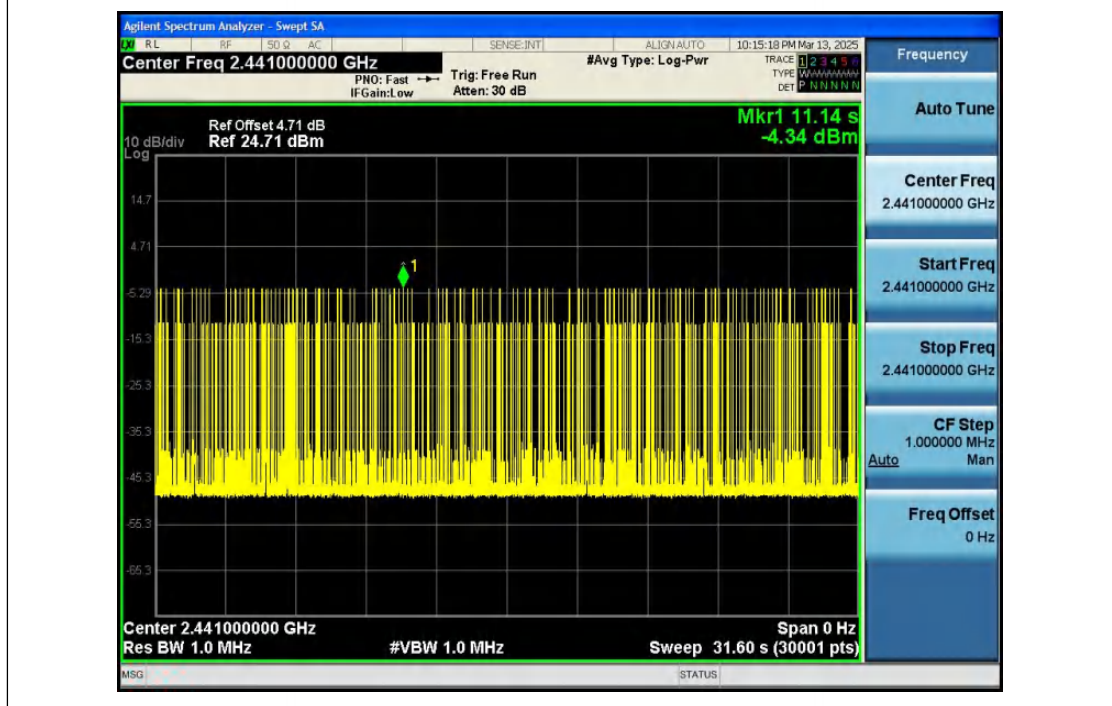 Agilent Spectrum Analyzer - Swept SA
LXI RL RF 50 Ω AC SENSE:INT ALIGN AUTO 10:15:18 PM Mar 13, 2025
Center Freq 2.441000000 GHz
PNO: Fast
IFGain:Low
Trig: Free Run
Atten: 30 dB
#Avg Type: Log-Pwr
TRACE 1 2 3 4 5 6
TYPE WWWWWW
DET P N N N N N
Mkr1 11.14 s
-4.34 dBm
Ref Offset 4.71 dB
10 dB/div Ref 24.71 dBm
Log
14.7
4.71
1
-5.29
-15.3
-25.3
-35.3
-45.3
-55.3
-65.3
Center 2.441000000 GHz Span 0 Hz
Res BW 1.0 MHz #VBW 1.0 MHz Sweep 31.60 s (30001 pts)
MSG STATUS
Frequency
Auto Tune
Center Freq
2.441000000 GHz
Start Freq
2.441000000 GHz
Stop Freq
2.441000000 GHz
CF Step
1.000000 MHz
Auto Man
Freq Offset
0 Hz